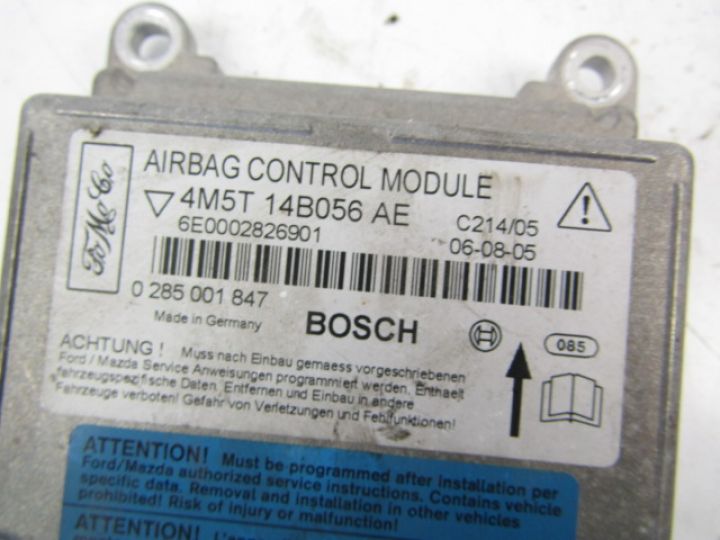 FoMoCo
AIRBAG CONTROL MODULE
4M5T 14B056 AE
C214/05
6E0002826901
06-08-05
0 285 001 847
Made in Germany
BOSCH
085
ACHTUNG ! Muss nach Einbau gemaess vorgeschriebenen
Ford / Mazda Service Anweisungen programmiert werden. Enthaelt
fahrzeugspezifische Daten. Entfernen und Einbau in andere
Fahrzeuge verboten! Gefahr von Verletzungen und Fehlfunktionen!
ATTENTION! Must be programmed after installation per
Ford/Mazda authorized service instructions. Contains vehicle
specific data. Removal and installation in other vehicles
prohibited! Risk of injury or malfunction!
ATTENTION!